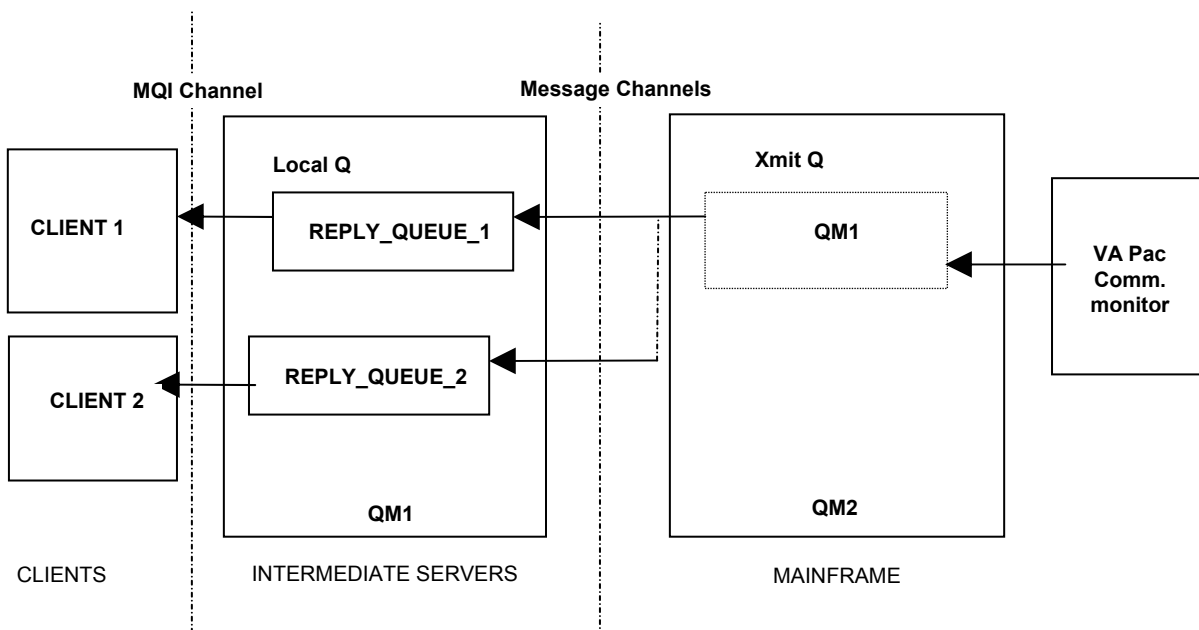 MQI Channel
Message Channels
Local Q
Xmit Q
CLIENT 1
REPLY_QUEUE_1
QM1
VA Pac
Comm.
monitor
CLIENT 2
REPLY_QUEUE_2
QM1
QM2
CLIENTS
INTERMEDIATE SERVERS
MAINFRAME